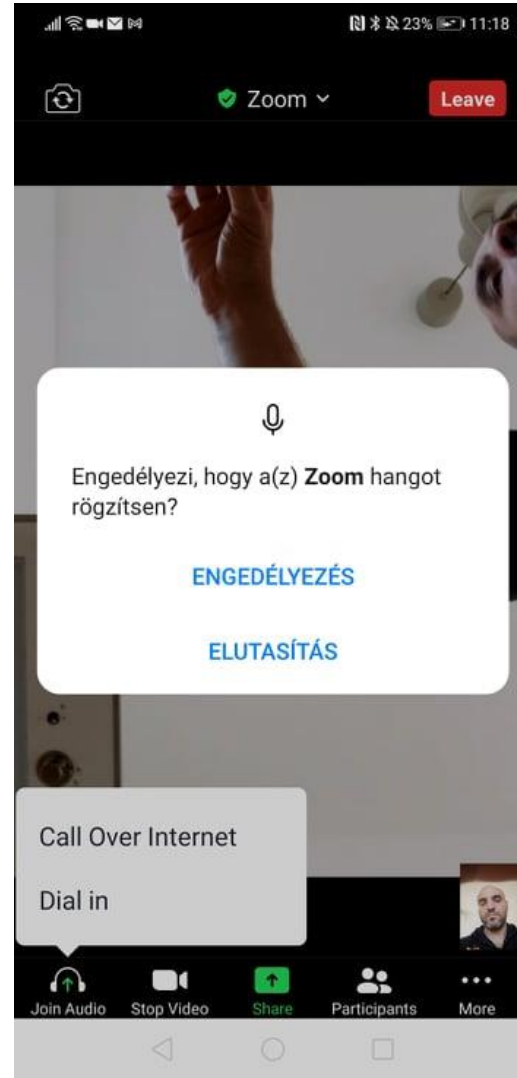 23% 11:18
Zoom
Leave
Engedélyezi, hogy a(z) Zoom hangot
rögzítsen?
ENGEDÉLYEZÉS
ELUTASÍTÁS
Call Over Internet
Dial in
Join Audio Stop Video Share Participants More